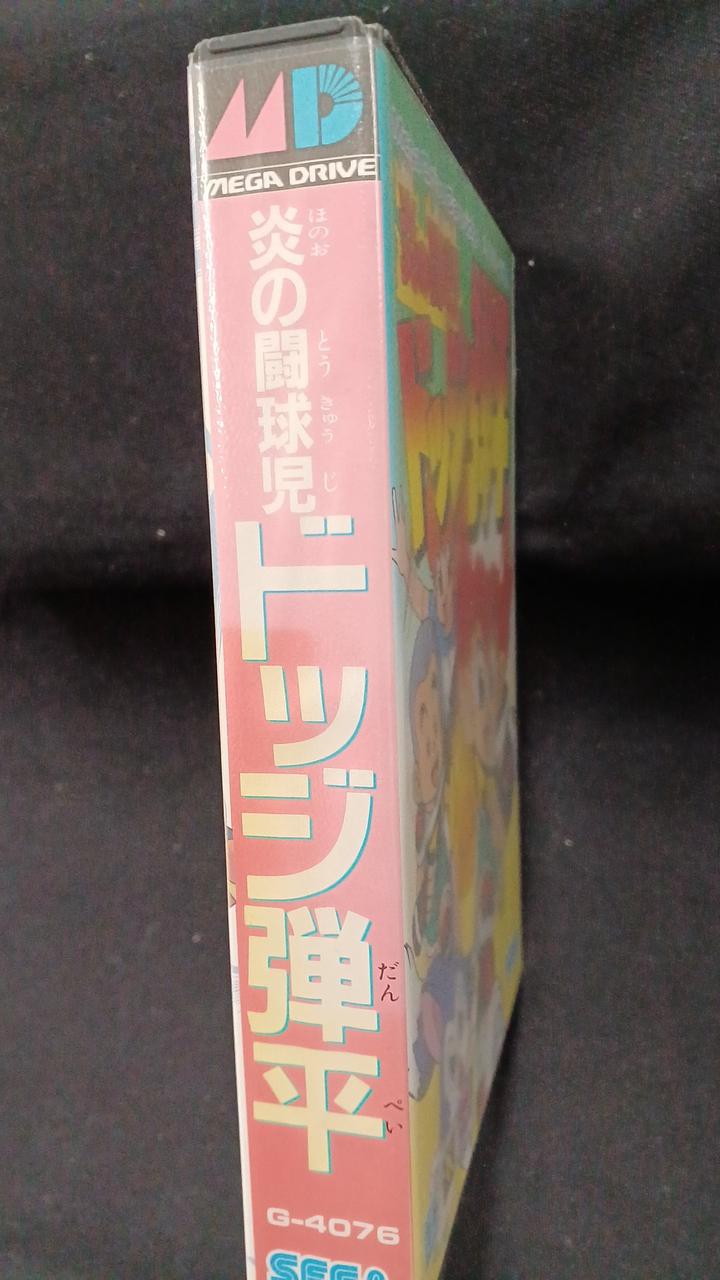 MD
MEGA DRIVE
炎の闘球児
ほのお
とうきゅうじ
ドッジ弾平
だんぺい
G-4076
SEGA